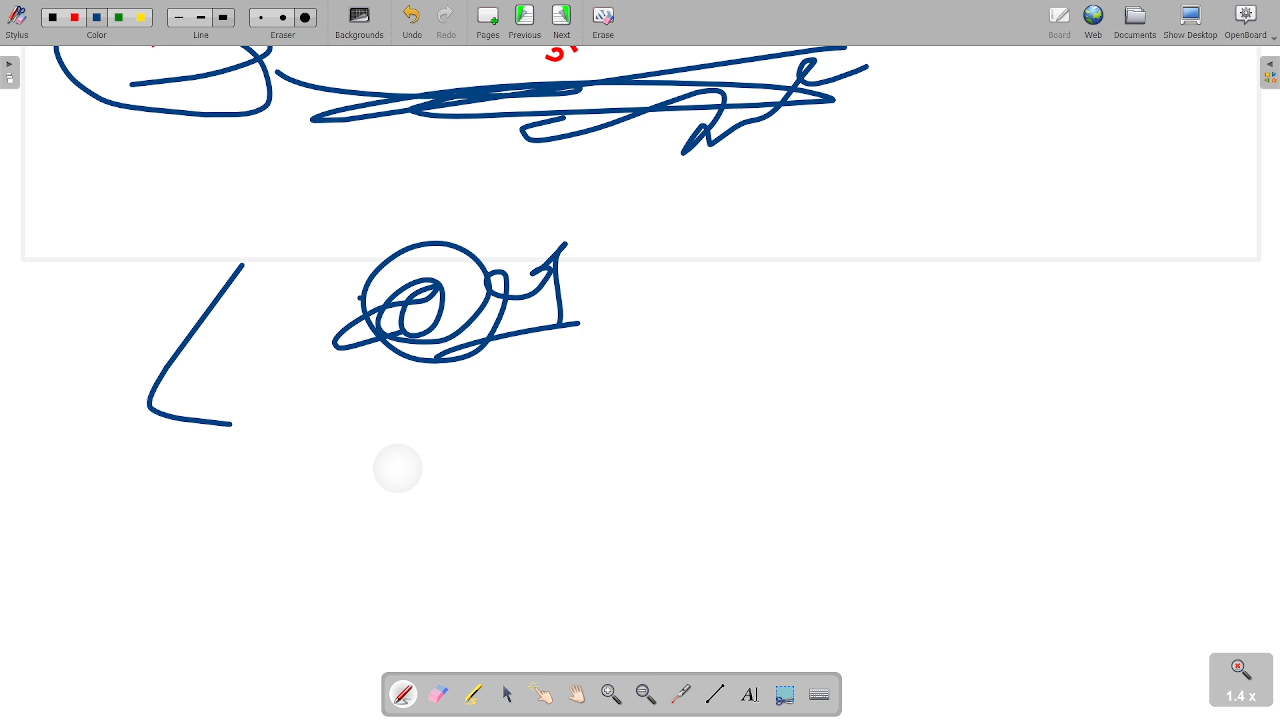 Stylus
Color
Line
Eraser
Backgrounds
Undo
Redo
Pages
Previous
Next
Erase
Board
Web
Documents
Show Desktop
OpenBoard
1.4 x